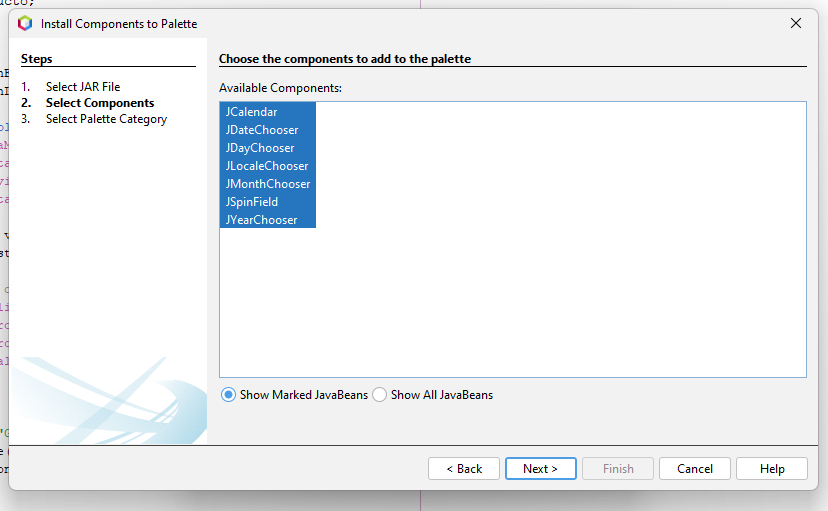 ucto;
Install Components to Palette
Steps
1. Select JAR File
2. Select Components
3. Select Palette Category
Choose the components to add to the palette
Available Components:
JCalendar
JDateChooser
JDayChooser
JLocaleChooser
JMonthChooser
JSpinField
JYearChooser
Show Marked JavaBeans
Show All JavaBeans
< Back
Next >
Finish
Cancel
Help